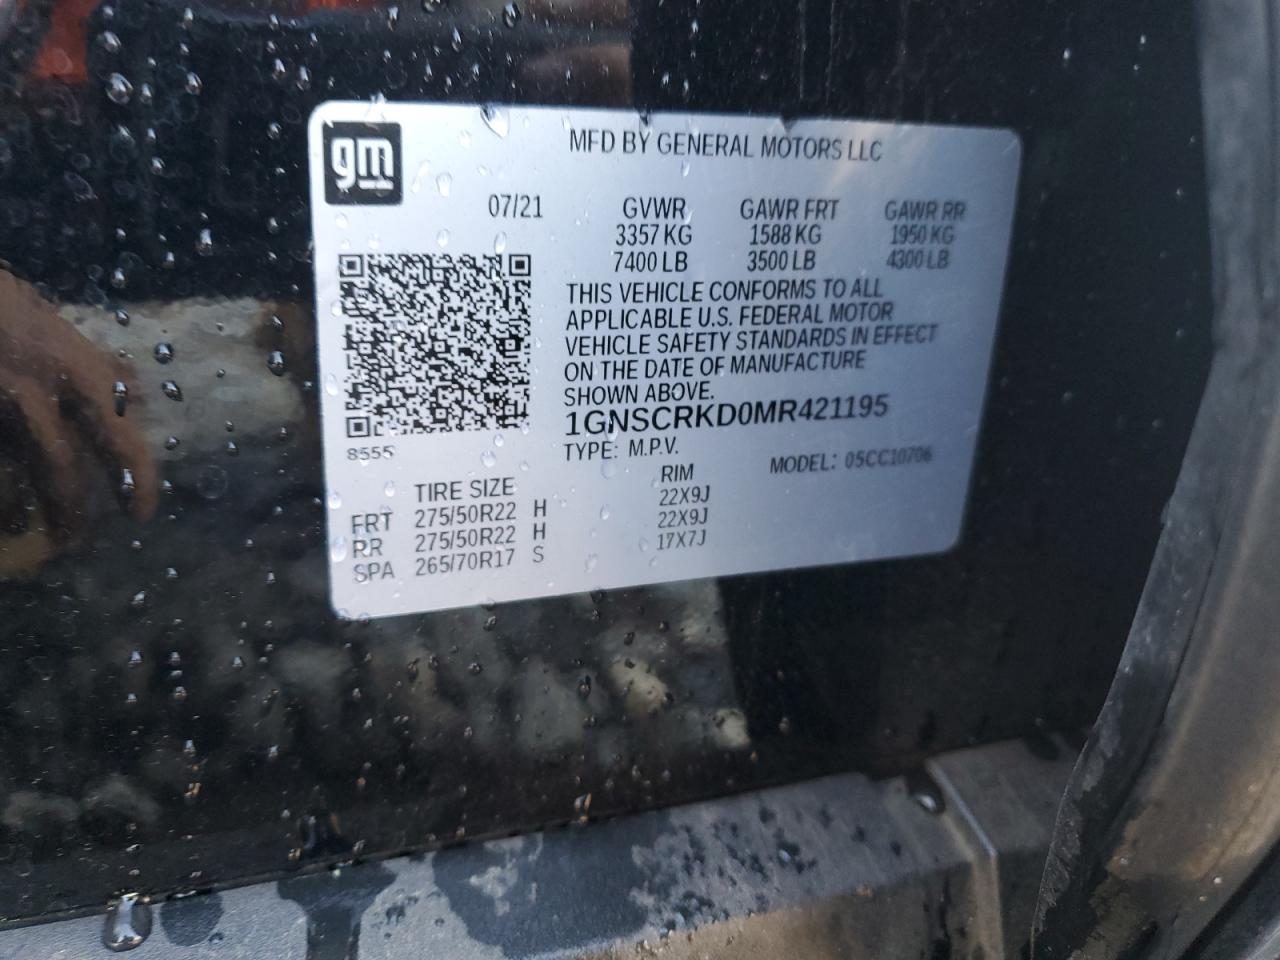 gm
MFD BY GENERAL MOTORS LLC
07/21 GVWR GAWR FRT GAWR RR
3357 KG 1588 KG 1950 KG
7400 LB 3500 LB 4300 LB
THIS VEHICLE CONFORMS TO ALL
APPLICABLE U.S. FEDERAL MOTOR
VEHICLE SAFETY STANDARDS IN EFFECT
ON THE DATE OF MANUFACTURE
SHOWN ABOVE.
1GNSCRKD0MR421195
8555
TYPE: M.P.V. MODEL: 05CC10706
TIRE SIZE RIM
FRT 275/50R22 H 22X9J
RR 275/50R22 H 22X9J
SPA 265/70R17 S 17X7J